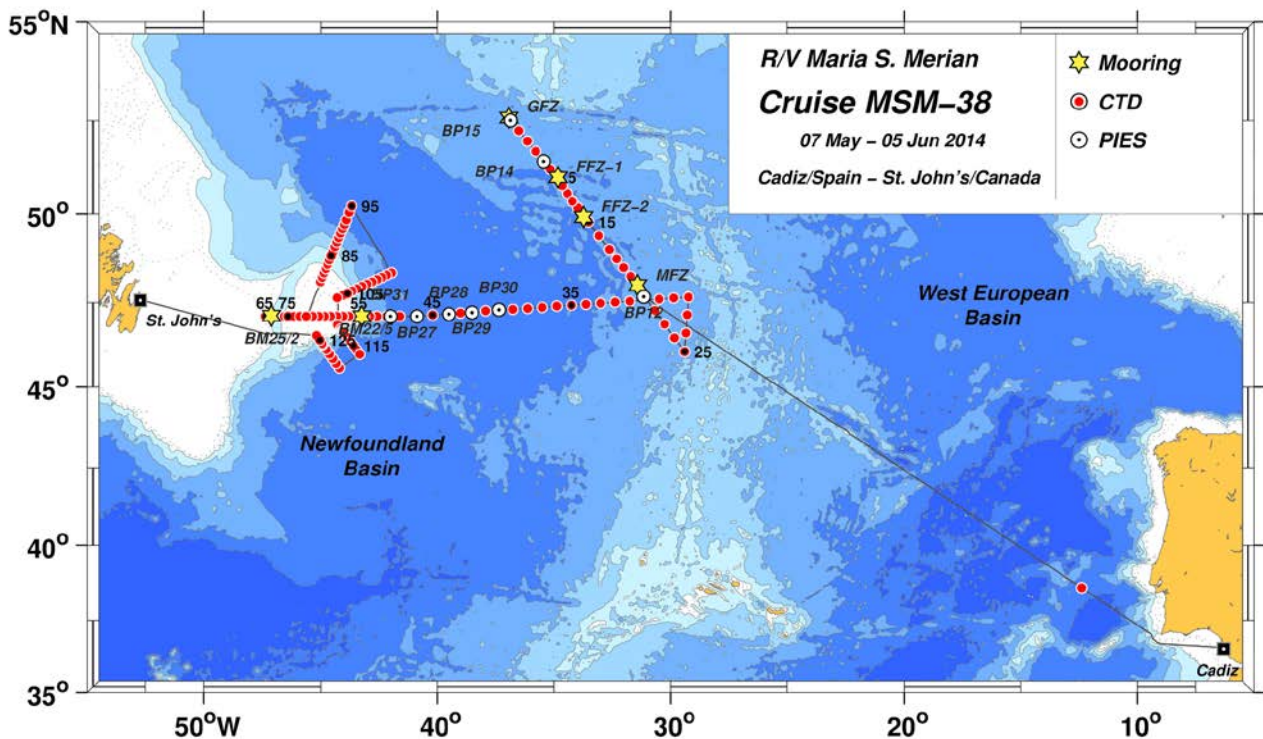 55°N
50°
45°
40°
35°
50°W
40°
30°
20°
10°
R/V Maria S. Merian
Cruise MSM-38
07 May – 05 Jun 2014
Cadiz/Spain – St. John's/Canada
Mooring
CTD
PIES
GFZ
BP15
BP14
FFZ-1
5
FFZ-2
15
MFZ
BP12
25
35
BP30
BP29
BP28
45
BP27
BP31
55
BM22/5
105
95
85
65
75
BM25/2
125
115
St. John's
Newfoundland
Basin
West European
Basin
Cadiz